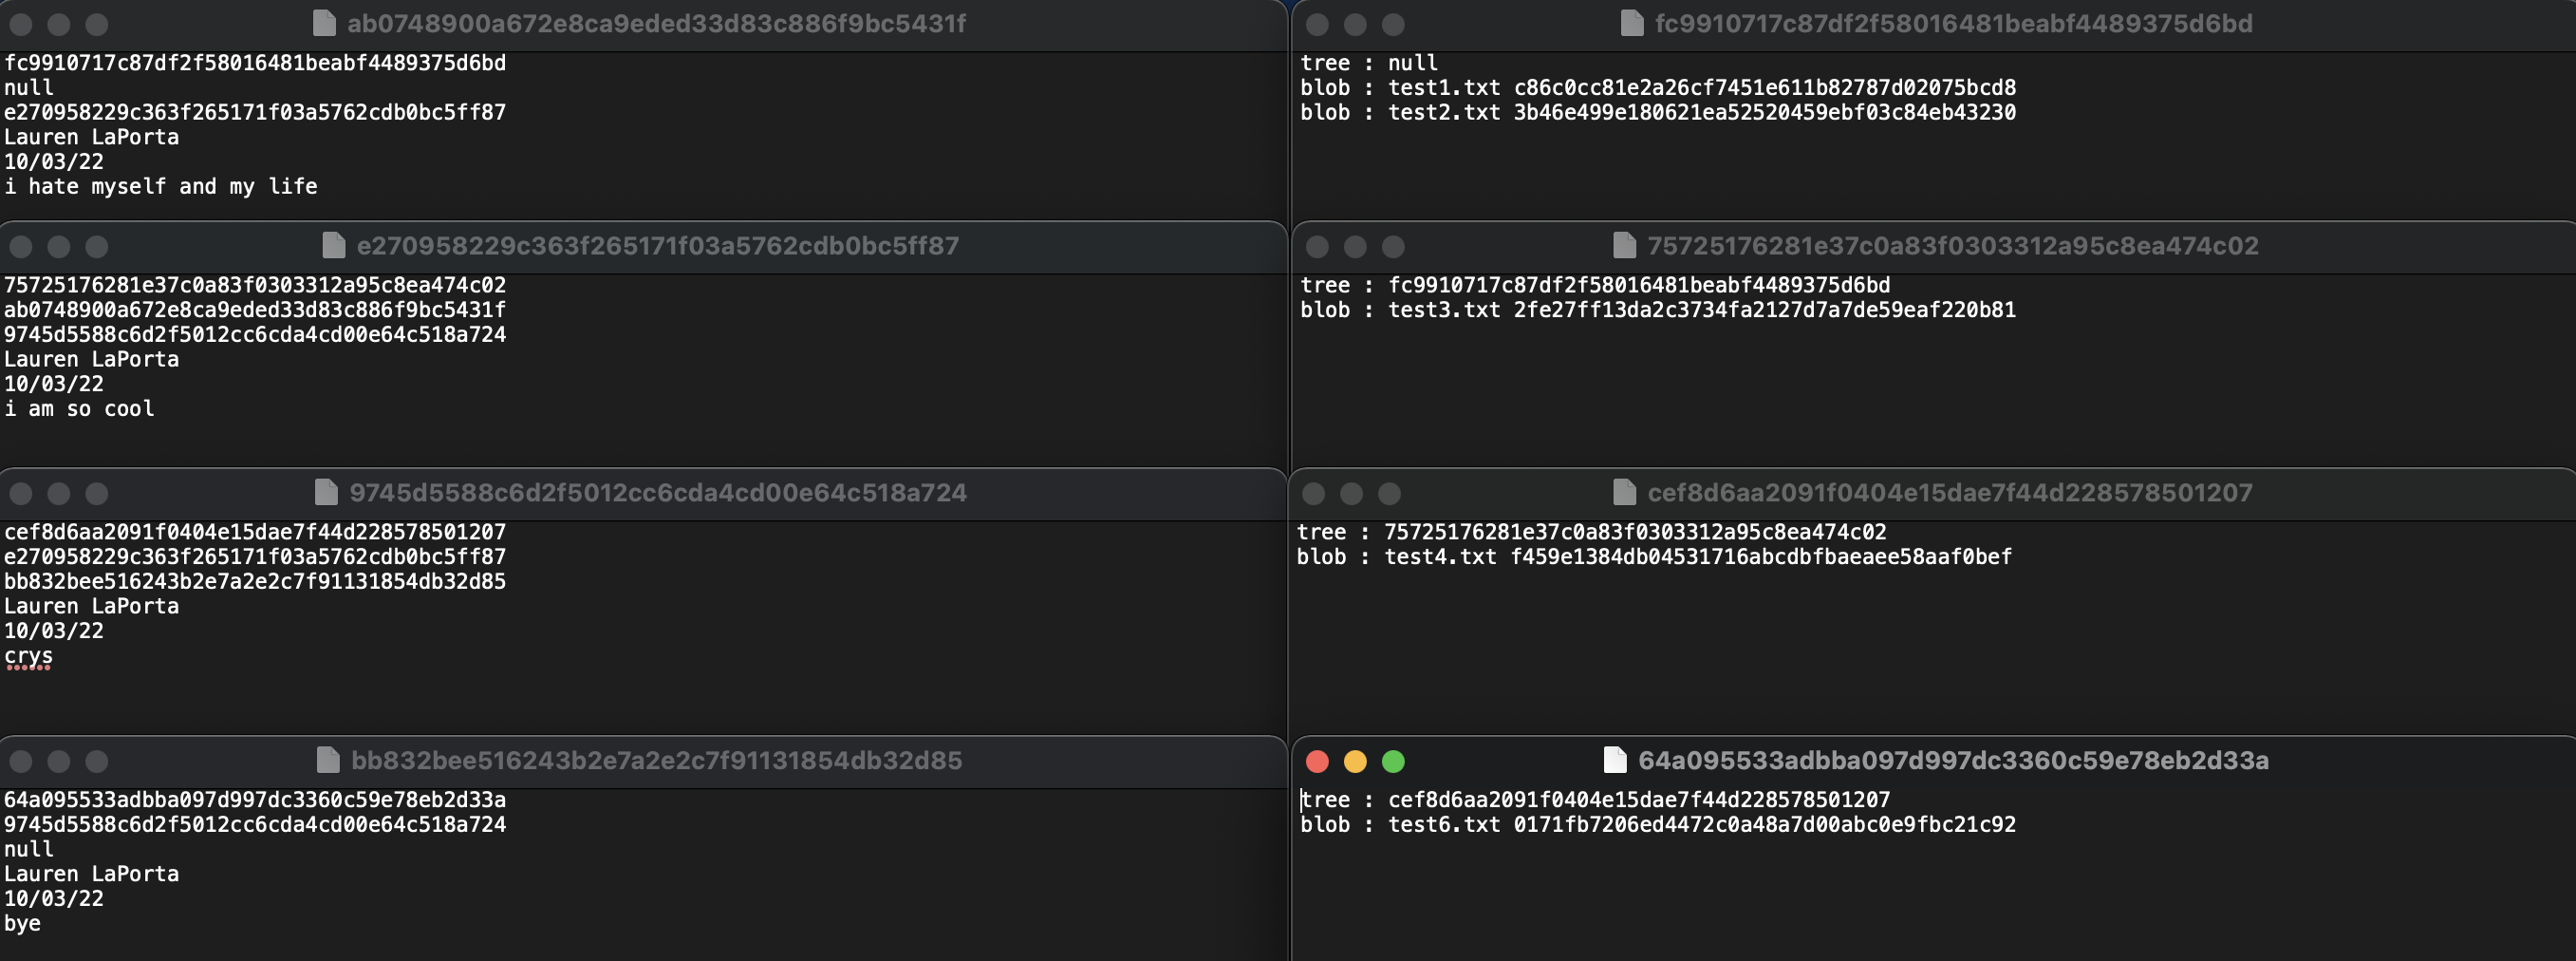 ab0748900a672e8ca9eded33d83c886f9bc5431f
fc9910717c87df2f58016481beabf4489375d6bd
null
e270958229c363f265171f03a5762cdb0bc5ff87
Lauren LaPorta
10/03/22
i hate myself and my life
fc9910717c87df2f58016481beabf4489375d6bd
tree : null
blob : test1.txt c86c0cc81e2a26cf7451e611b82787d02075bcd8
blob : test2.txt 3b46e499e180621ea52520459ebf03c84eb43230
e270958229c363f265171f03a5762cdb0bc5ff87
75725176281e37c0a83f0303312a95c8ea474c02
ab0748900a672e8ca9eded33d83c886f9bc5431f
9745d5588c6d2f5012cc6cda4cd00e64c518a724
Lauren LaPorta
10/03/22
i am so cool
75725176281e37c0a83f0303312a95c8ea474c02
tree : fc9910717c87df2f58016481beabf4489375d6bd
blob : test3.txt 2fe27ff13da2c3734fa2127d7a7de59eaf220b81
9745d5588c6d2f5012cc6cda4cd00e64c518a724
cef8d6aa2091f0404e15dae7f44d228578501207
e270958229c363f265171f03a5762cdb0bc5ff87
bb832bee516243b2e7a2e2c7f91131854db32d85
Lauren LaPorta
10/03/22
crys
cef8d6aa2091f0404e15dae7f44d228578501207
tree : 75725176281e37c0a83f0303312a95c8ea474c02
blob : test4.txt f459e1384db04531716abcdbfbaeaee58aaf0bef
bb832bee516243b2e7a2e2c7f91131854db32d85
64a095533adbba097d997dc3360c59e78eb2d33a
9745d5588c6d2f5012cc6cda4cd00e64c518a724
null
Lauren LaPorta
10/03/22
bye
64a095533adbba097d997dc3360c59e78eb2d33a
tree : cef8d6aa2091f0404e15dae7f44d228578501207
blob : test6.txt 0171fb7206ed4472c0a48a7d00abc0e9fbc21c92